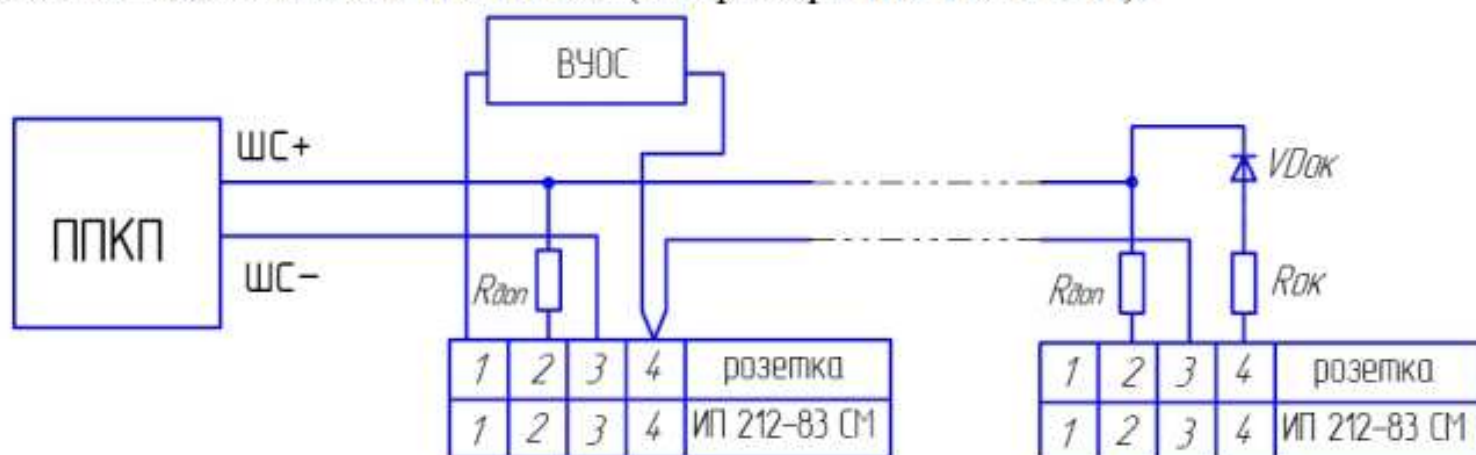 ВУОС
ШС+
VDок
ППКП
ШС–
Rдоп
Rдоп
Rок
1 2 3 4 розетка
1 2 3 4 розетка
1 2 3 4 ИП 212–83 СМ
1 2 3 4 ИП 212–83 СМ